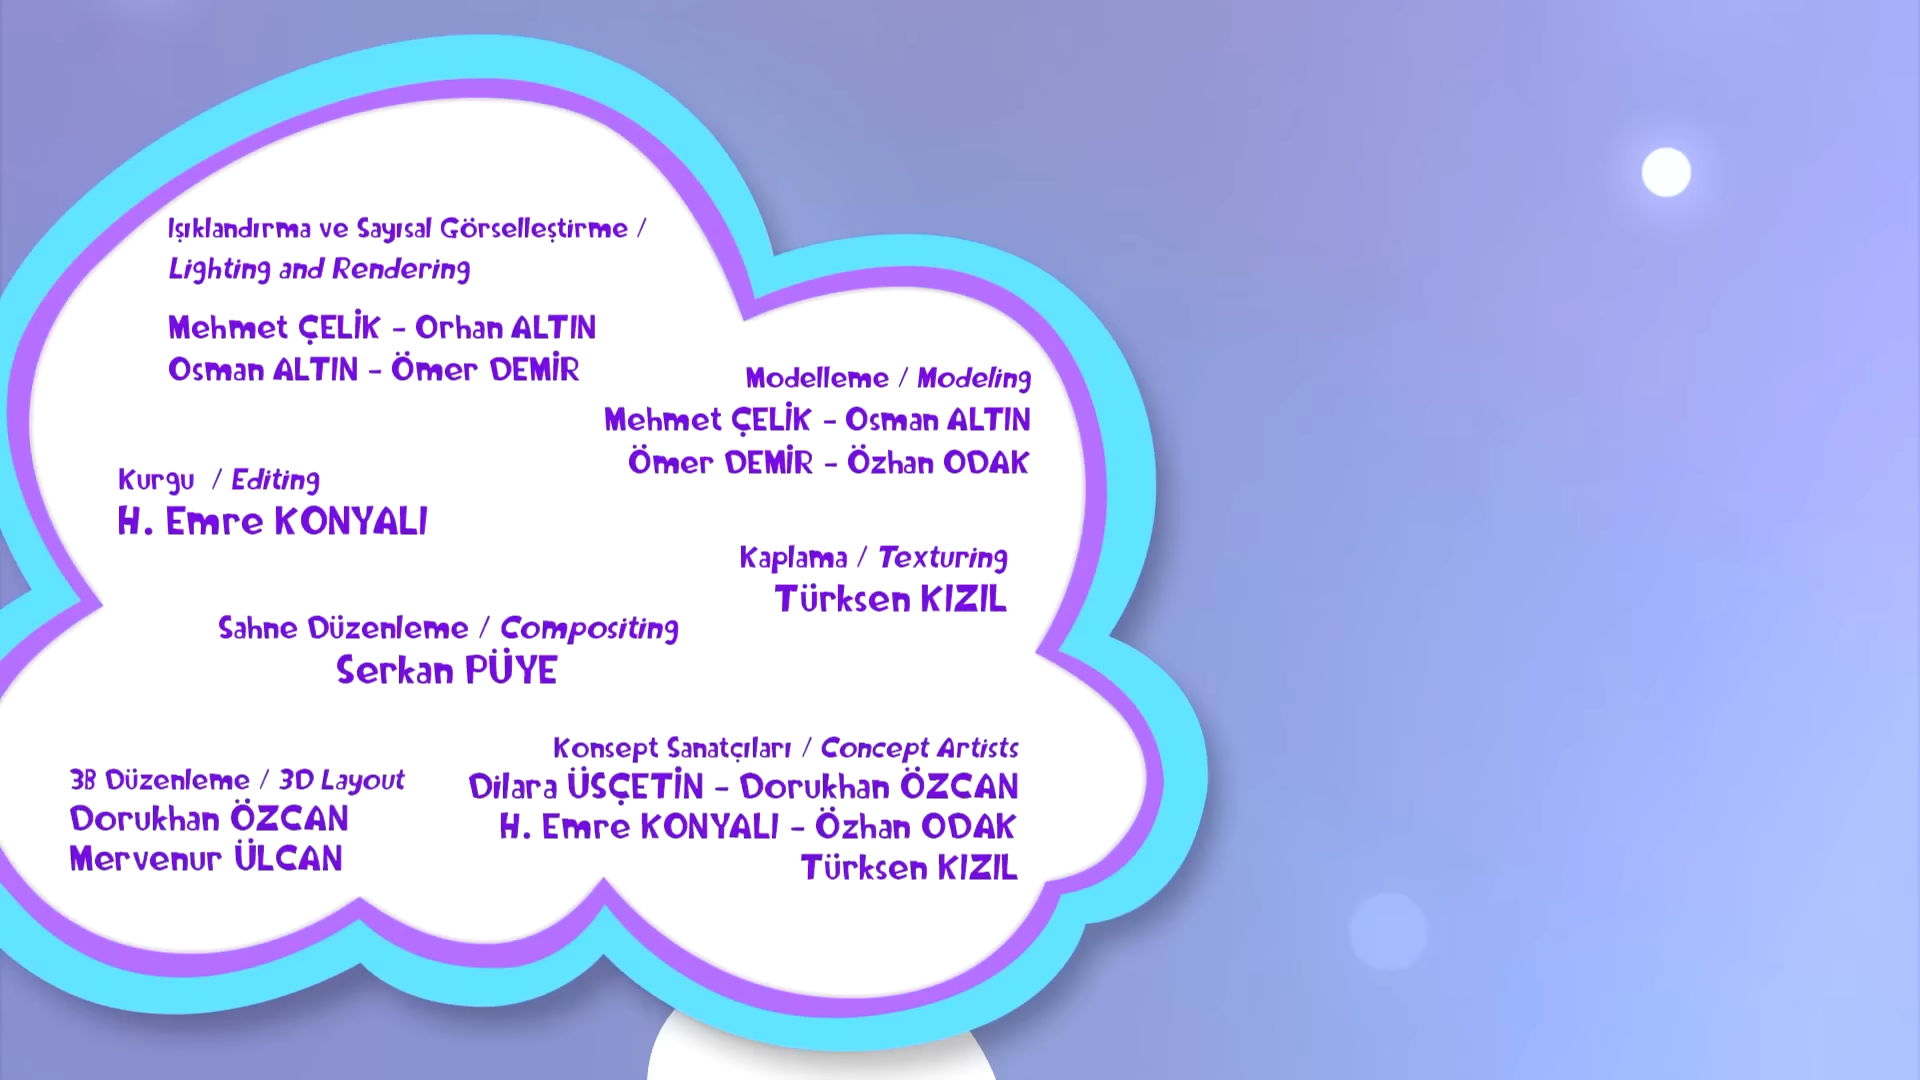 Işıklandırma ve Sayısal Görselleştirme /
Lighting and Rendering
Mehmet ÇELİK - Orhan ALTIN
Osman ALTIN - Ömer DEMİR
Modelleme / Modeling
Mehmet ÇELİK - Osman ALTIN
Ömer DEMİR - Özhan ODAK
Kurgu / Editing
H. Emre KONYALI
Kaplama / Texturing
Türksen KIZIL
Sahne Düzenleme / Compositing
Serkan PÜYE
Konsept Sanatçıları / Concept Artists
Dilara ÜSÇETİN - Dorukhan ÖZCAN
H. Emre KONYALI - Özhan ODAK
Türksen KIZIL
3B Düzenleme / 3D Layout
Dorukhan ÖZCAN
Mervenur ÜLCAN